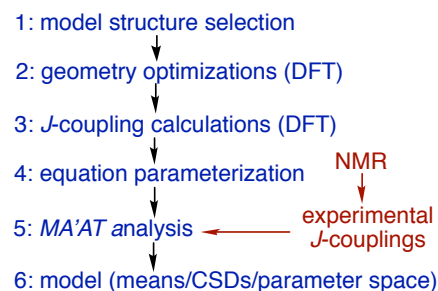 1: model structure selection
2: geometry optimizations (DFT)
3: J-coupling calculations (DFT)
4: equation parameterization
NMR
experimental
J-couplings
5: MA'AT analysis
6: model (means/CSDs/parameter space)